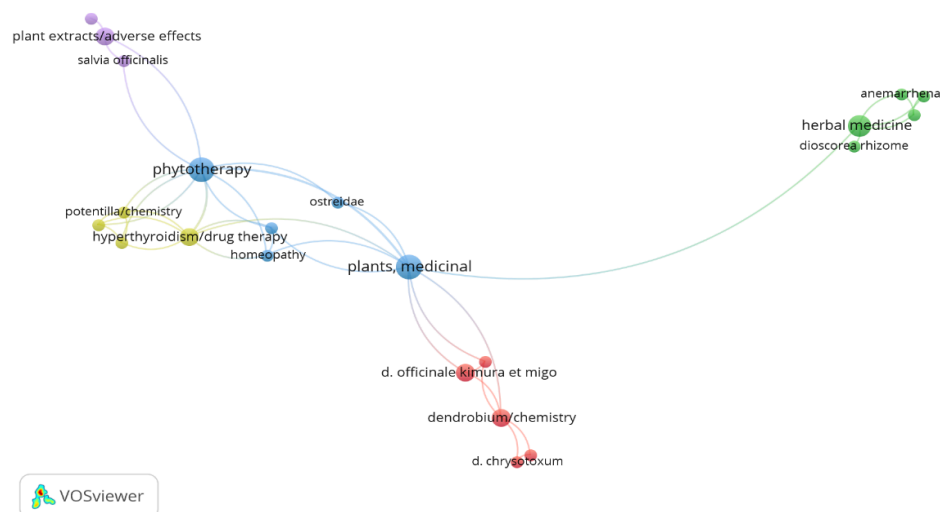 plant extracts/adverse effects
salvia officinalis
anemarrhena
herbal medicine
dioscorea rhizome
phytotherapy
ostreidae
potentilla/chemistry
hyperthyroidism/drug therapy
homeopathy
plants, medicinal
d. officinale kimura et migo
dendrobium/chemistry
d. chrysotoxum
VOSviewer